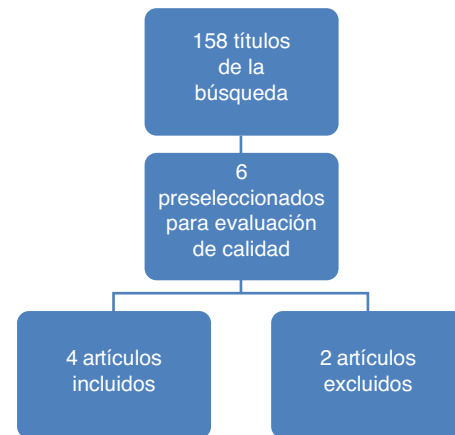 158 títulos
de la
búsqueda
6
preseleccionados
para evaluación
de calidad
4 artículos
incluidos
2 artículos
excluidos